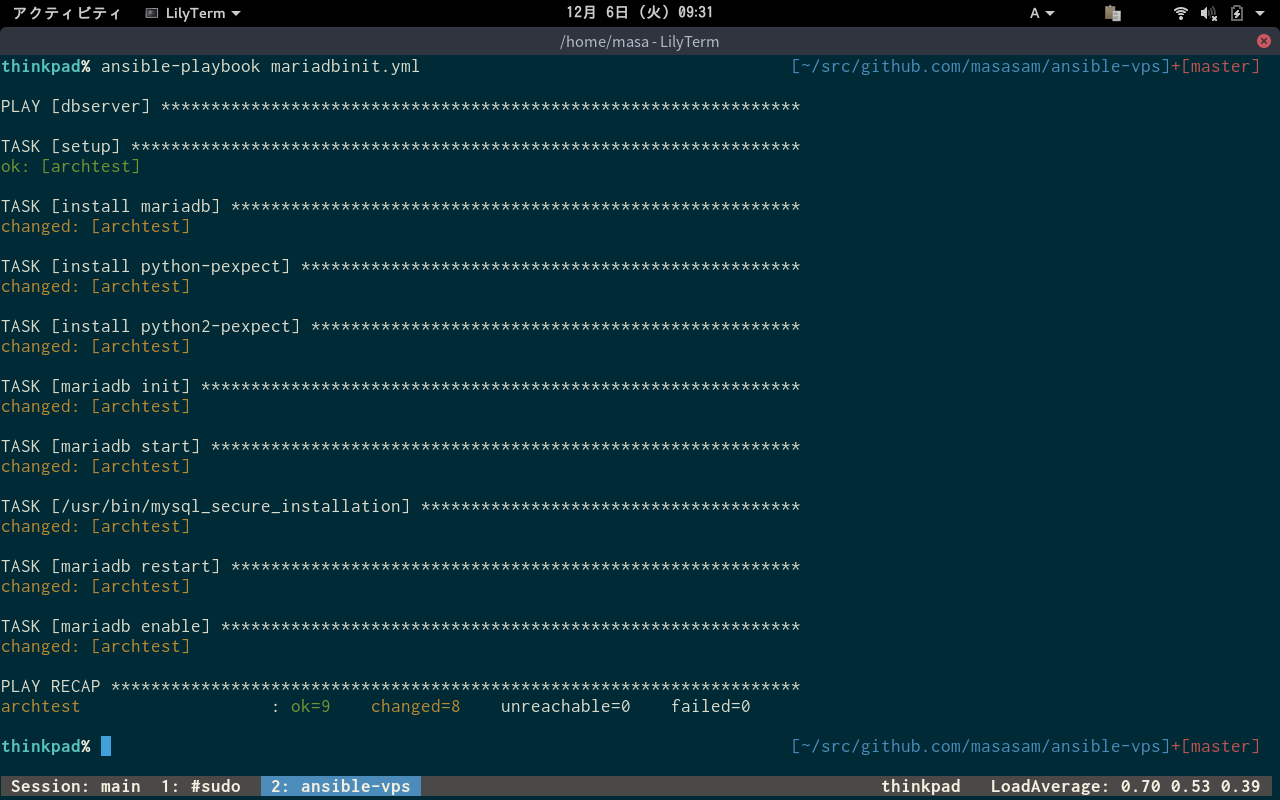 アクティビティ LilyTerm 12月 6日 (火) 09:31 A
/home/masa - LilyTerm
thinkpad% ansible-playbook mariadbinit.yml [~/src/github.com/masasam/ansible-vps]+[master]
PLAY [dbserver] ****************************************************************
TASK [setup] *******************************************************************
ok: [archtest]
TASK [install mariadb] *********************************************************
changed: [archtest]
TASK [install python-pexpect] **************************************************
changed: [archtest]
TASK [install python2-pexpect] *************************************************
changed: [archtest]
TASK [mariadb init] ************************************************************
changed: [archtest]
TASK [mariadb start] ***********************************************************
changed: [archtest]
TASK [/usr/bin/mysql_secure_installation] **************************************
changed: [archtest]
TASK [mariadb restart] *********************************************************
changed: [archtest]
TASK [mariadb enable] **********************************************************
changed: [archtest]
PLAY RECAP *********************************************************************
archtest : ok=9 changed=8 unreachable=0 failed=0
thinkpad% [~/src/github.com/masasam/ansible-vps]+[master]
Session: main 1: #sudo 2: ansible-vps thinkpad LoadAverage: 0.70 0.53 0.39